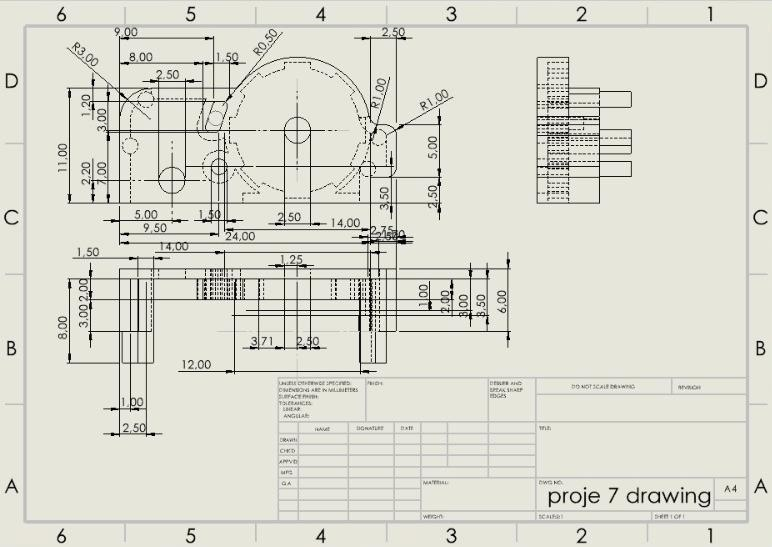 6 5 4 3 2 1
9,00
2,50
R0,50
R3,00
8,00
1,50
2,50
D
D
1,20
3,00
R1,00
R1,00
11,00
5,00
2,20
7,00
3,50
2,50
C
C
5,00
1,50
2,50
14,00
9,50
24,00
2,75
14,00
1,50
1,25
2,00
3,00
8,00
1,00
2,00
3,00
3,50
6,00
B
B
3,71
2,50
12,00
1,00
2,50
UNLESS OTHERWISE SPECIFIED:
DIMENSIONS ARE IN MILLIMETERS
SURFACE FINISH:
TOLERANCES:
LINEAR:
ANGULAR:
FINISH:
DEBURR AND
BREAK SHARP
EDGES
DO NOT SCALE DRAWING
REVISION
NAME
SIGNATURE
DATE
TITLE:
DRAWN
CHK'D
APPV'D
MFG
Q.A
MATERIAL:
DWG NO.
proje 7 drawing
A4
WEIGHT:
SHEET 1 OF 1
A
A
6 5 4 3 2 1